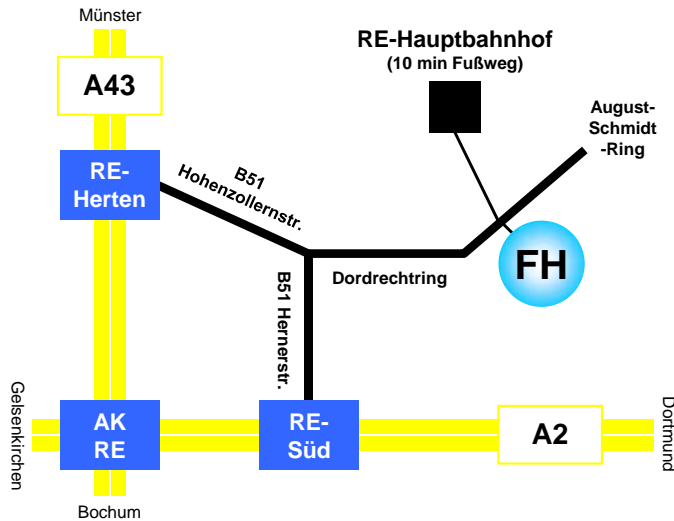 Münster
A43
RE-Hauptbahnhof
(10 min Fußweg)
August-
Schmidt
-Ring
RE-
Herten
B51
Hohenzollernstr.
FH
Dordrechtring
B51 Hernerstr.
Gelsenkirchen
AK
RE
RE-
Süd
A2
Dortmund
Bochum